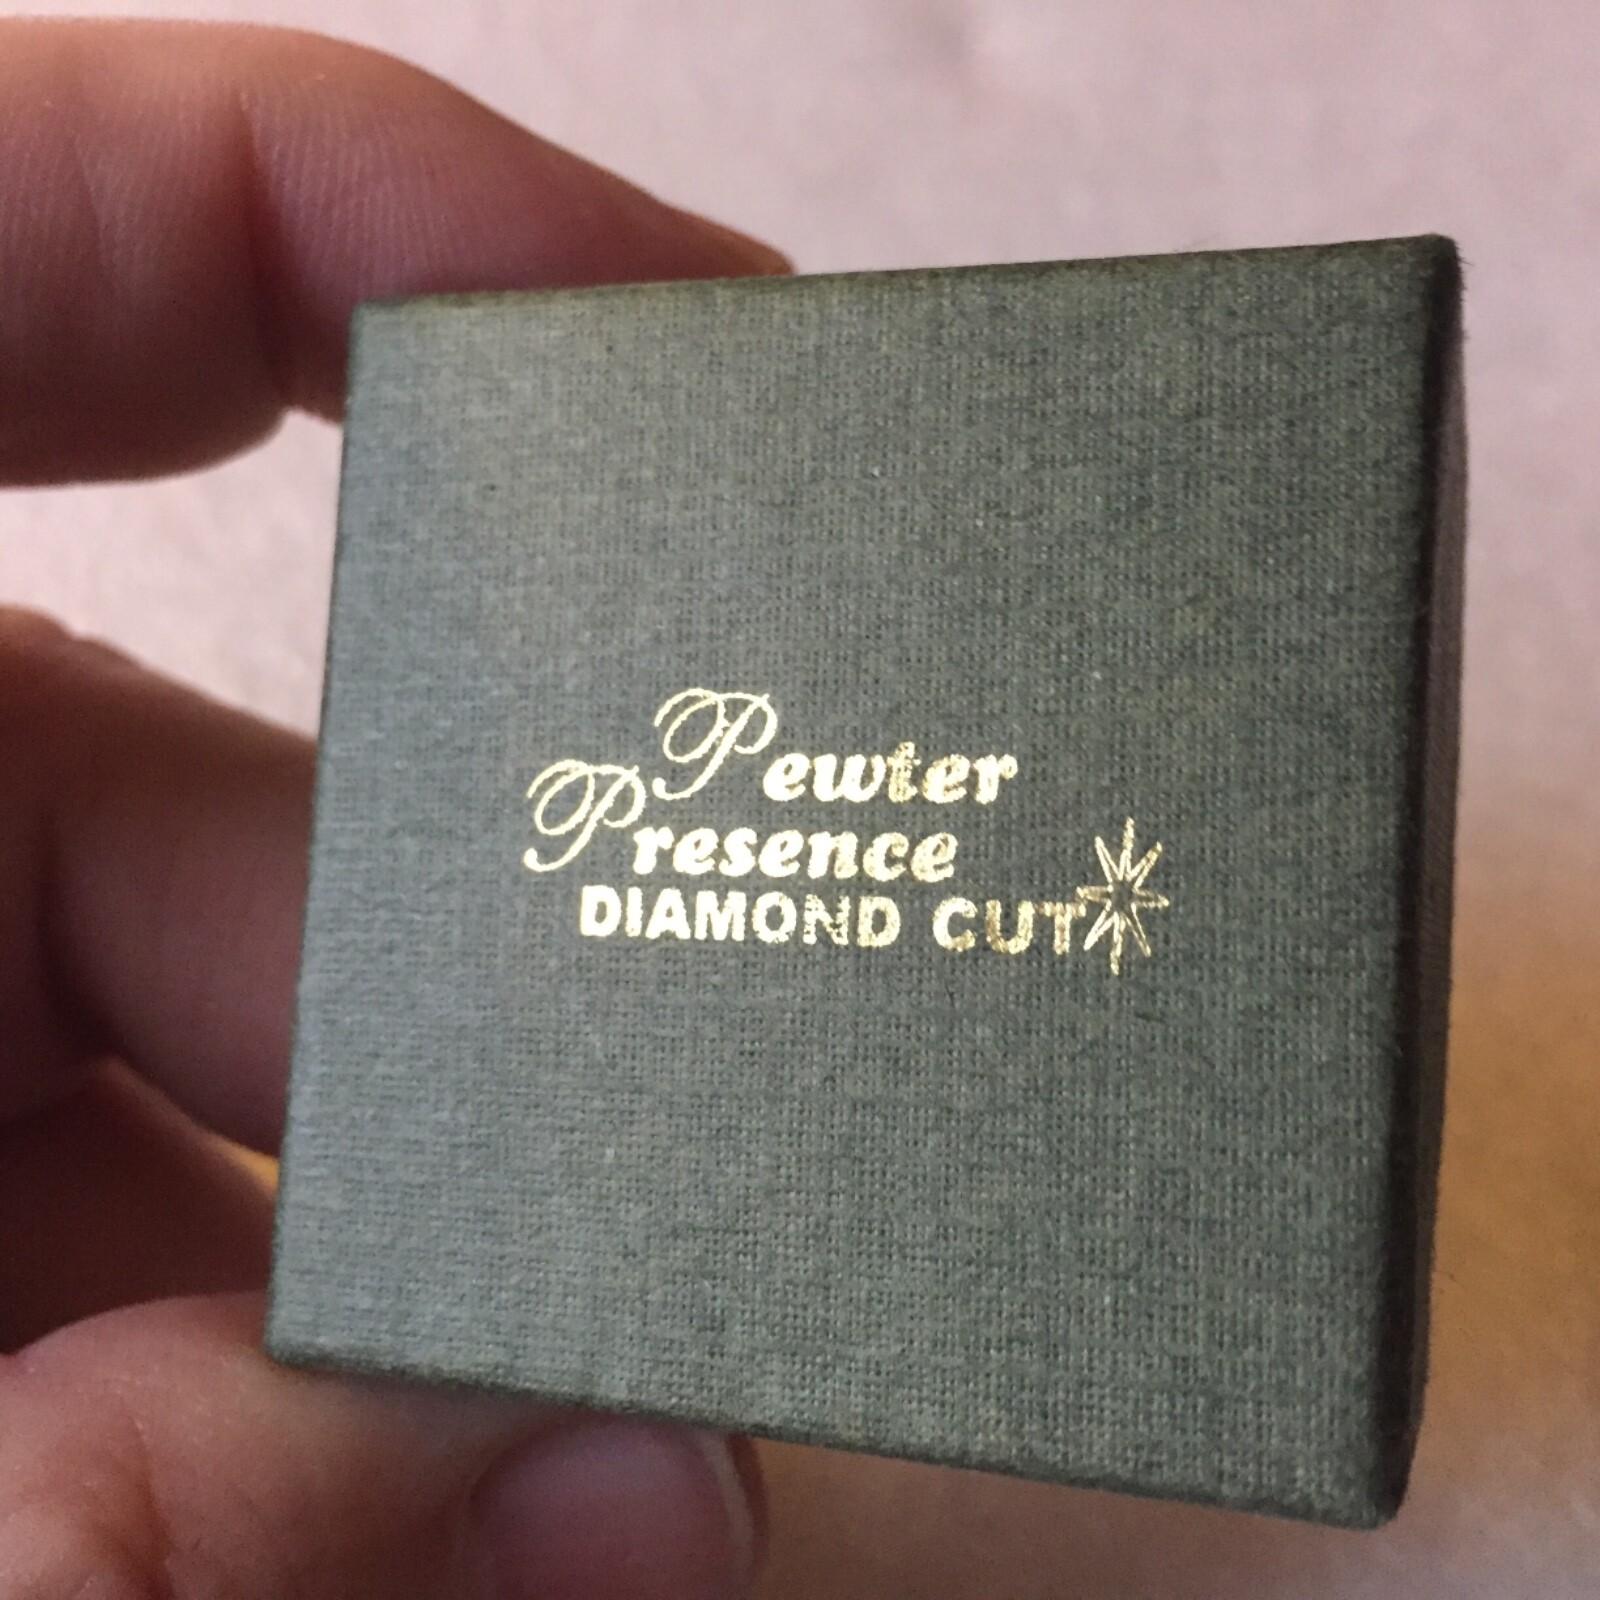 Pewter
Presence
DIAMOND CUT